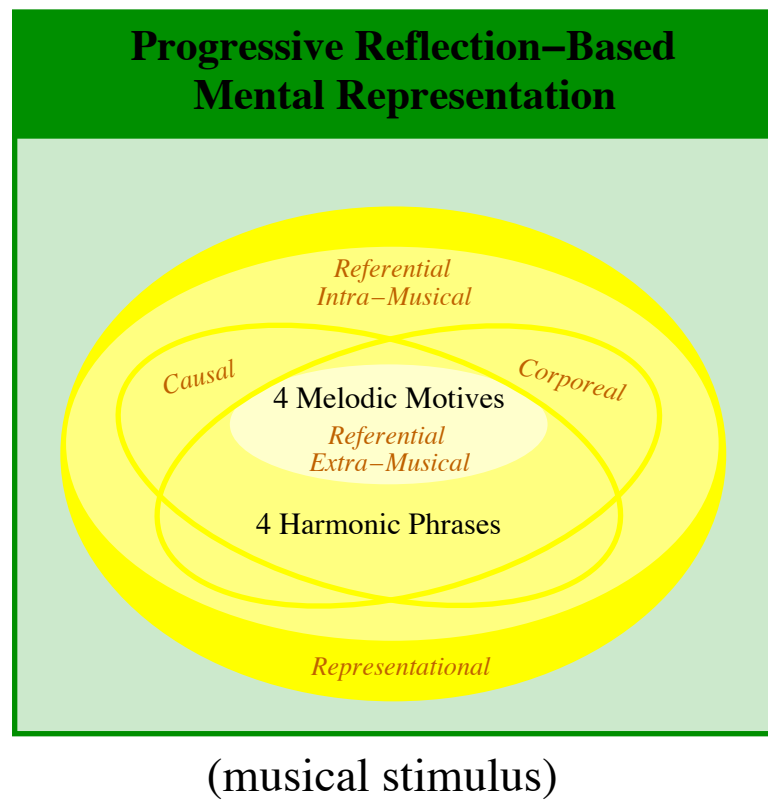 Progressive Reflection−Based
Mental Representation
Referential
Intra−Musical
Causal
Corporeal
4 Melodic Motives
Referential
Extra−Musical
4 Harmonic Phrases
Representational
(musical stimulus)